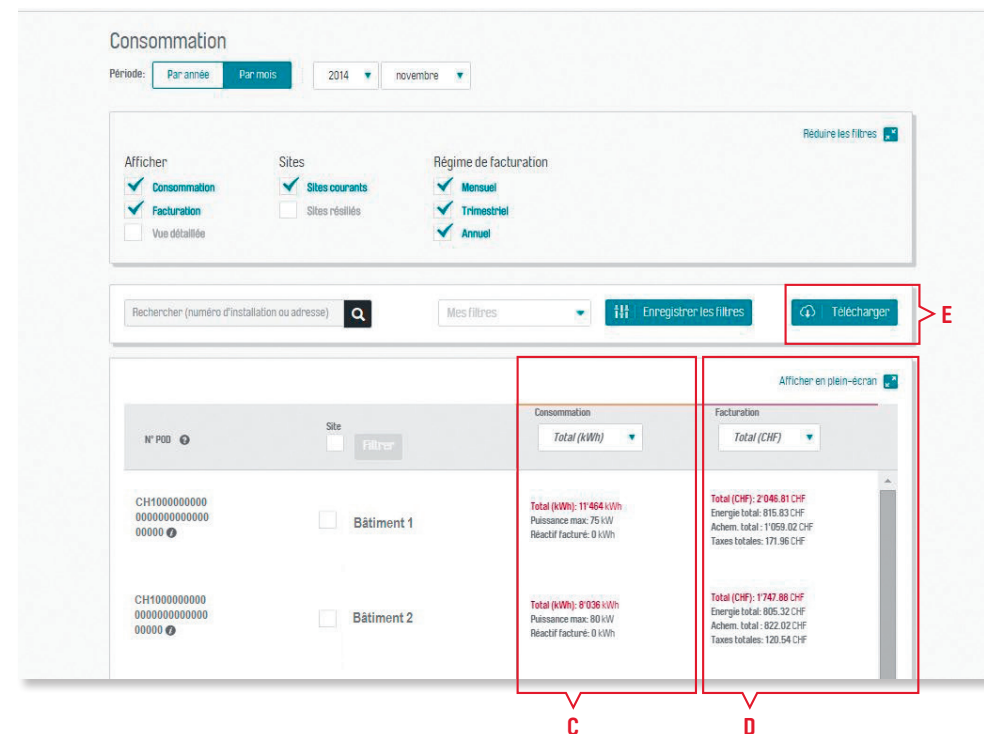 Consommation
Période: Par année Par mois 2014 novembre
Réduire les filtres
Afficher Sites Régime de facturation
Consommation Sites courants Mensuel
Facturation Sites résiliés Trimestriel
Vue détaillée Annuel
Rechercher (numéro d'installation ou adresse) Mes filtres Enregistrer les filtres Télécharger E
Afficher en plein-écran
Consommation Facturation
N° POD Site Filtrer Total (kWh) Total (CHF)
CH1000000000
0000000000000
00000
Bâtiment 1
Total (kWh): 11'464 kWh
Puissance max: 75 kW
Réactif facturé: 0 kWh
Total (CHF): 2'046.81 CHF
Energie total: 815.83 CHF
Achem. total : 1'059.02 CHF
Taxes totales: 171.96 CHF
CH1000000000
0000000000000
00000
Bâtiment 2
Total (kWh): 8'036 kWh
Puissance max: 80 kW
Réactif facturé: 0 kWh
Total (CHF): 1'747.88 CHF
Energie total: 805.32 CHF
Achem. total : 822.02 CHF
Taxes totales: 120.54 CHF
C D